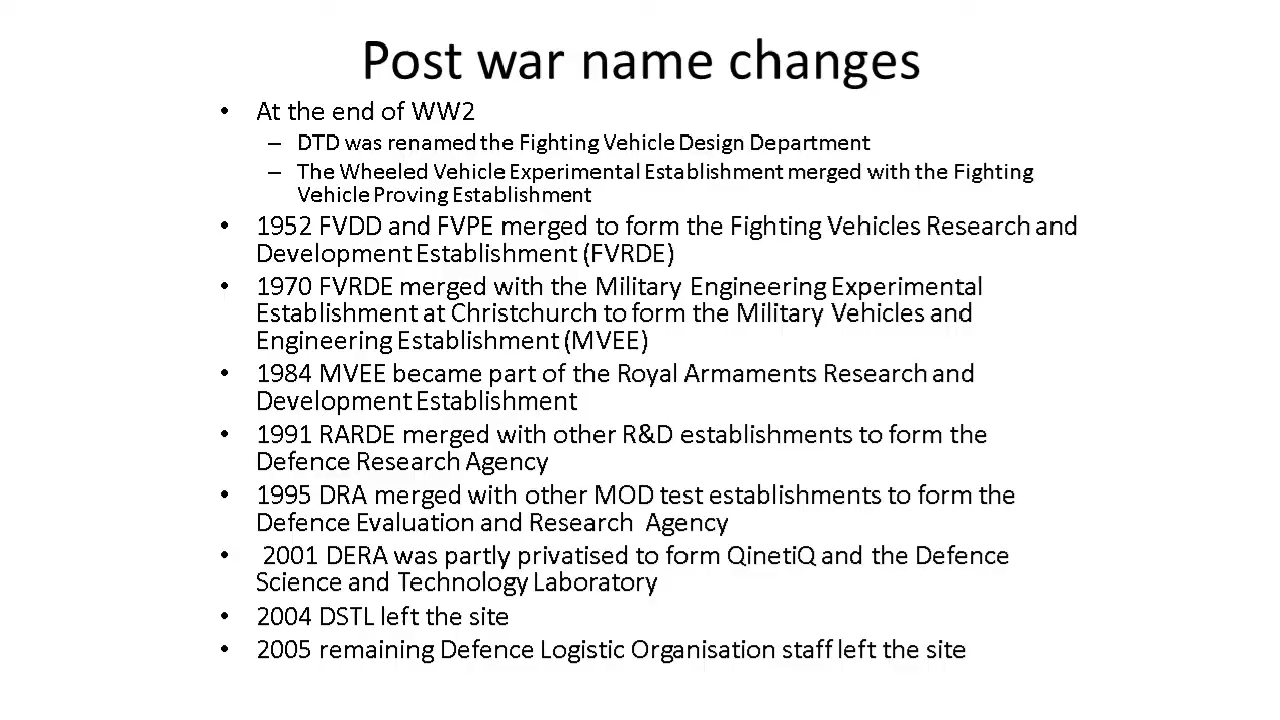 Post war name changes
• At the end of WW2
– DTD was renamed the Fighting Vehicle Design Department
– The Wheeled Vehicle Experimental Establishment merged with the Fighting
Vehicle Proving Establishment
• 1952 FVDD and FVPE merged to form the Fighting Vehicles Research and
Development Establishment (FVRDE)
• 1970 FVRDE merged with the Military Engineering Experimental
Establishment at Christchurch to form the Military Vehicles and
Engineering Establishment (MVEE)
• 1984 MVEE became part of the Royal Armaments Research and
Development Establishment
• 1991 RARDE merged with other R&D establishments to form the
Defence Research Agency
• 1995 DRA merged with other MOD test establishments to form the
Defence Evaluation and Research Agency
• 2001 DERA was partly privatised to form QinetiQ and the Defence
Science and Technology Laboratory
• 2004 DSTL left the site
• 2005 remaining Defence Logistic Organisation staff left the site